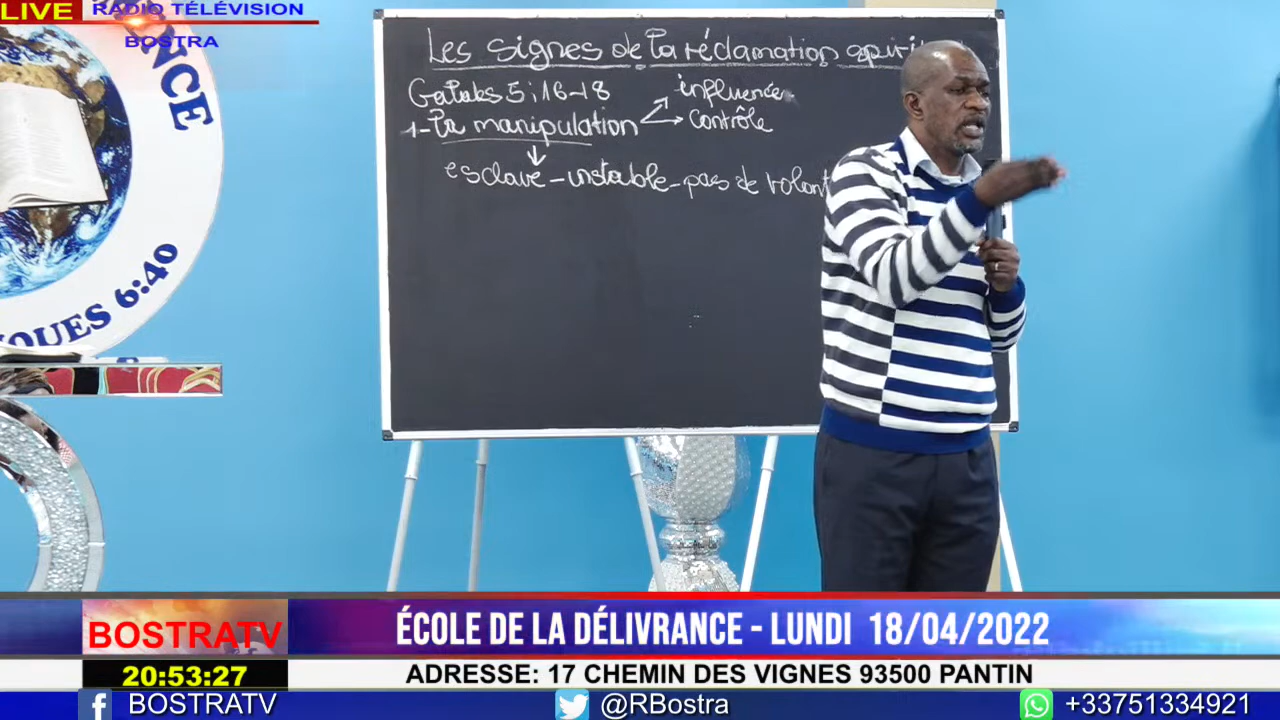 LIVE RADIO TÉLÉVISION
BOSTRA
NCE
QUES 6:40
Les signes de la réclamation spiri
Galates 5;16-18
influence
1- la manipulation
Contrôle
esclave - instable - pas de volont
ÉCOLE DE LA DÉLIVRANCE - LUNDI 18/04/2022
BOSTRATV
20:53:27
ADRESSE: 17 CHEMIN DES VIGNES 93500 PANTIN
BOSTRATV
@RBostra
+33751334921